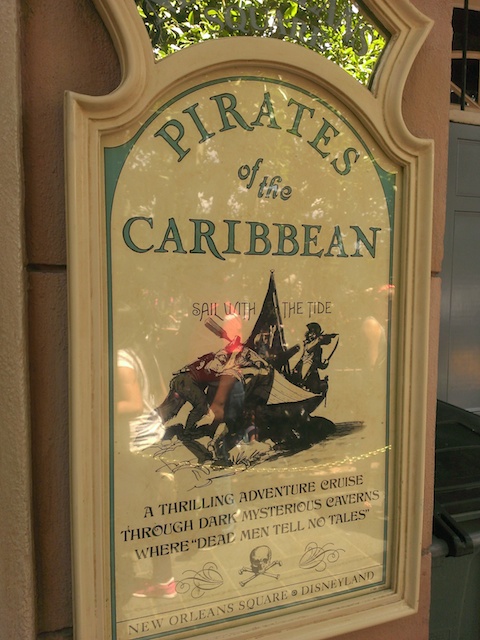 PIRATES
of the
CARIBBEAN
SAIL WITH THE TIDE
A THRILLING ADVENTURE CRUISE
THROUGH DARK MYSTERIOUS CAVERNS
WHERE "DEAD MEN TELL NO TALES"
NEW ORLEANS SQUARE DISNEYLAND